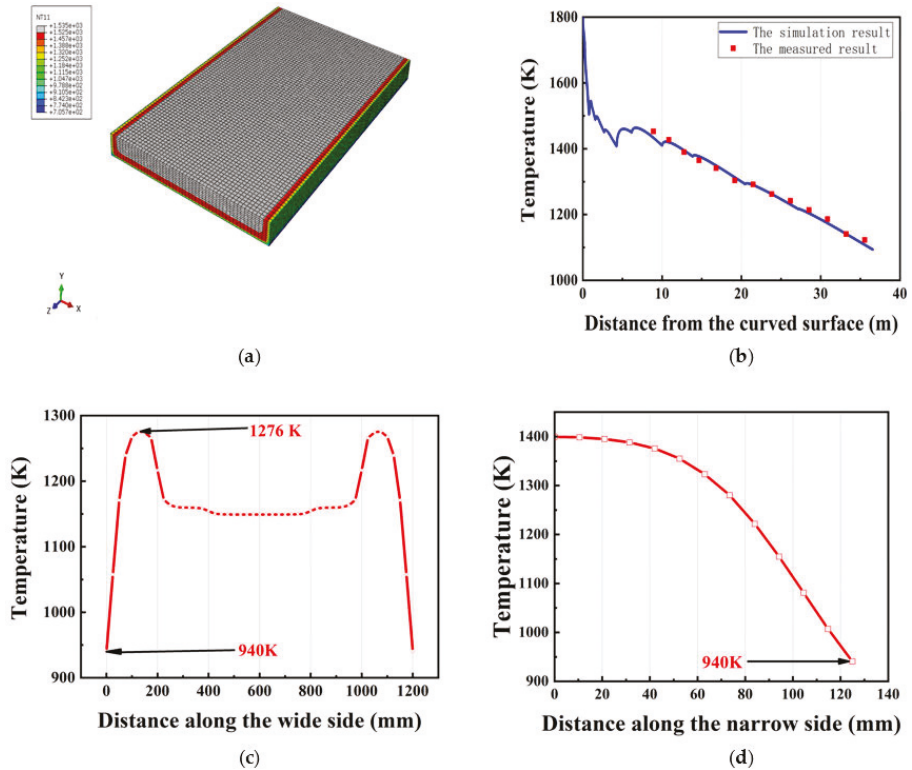 NT11
+1.535e+03
+1.525e+03
+1.457e+03
+1.388e+03
+1.320e+03
+1.252e+03
+1.184e+03
+1.115e+03
+1.047e+03
+9.788e+02
+9.105e+02
+8.423e+02
+7.740e+02
+7.057e+02
Y
Z
X
(a)
1800
1600
1400
1200
1000
Temperature (K)
The simulation result
The measured result
0
10
20
30
40
Distance from the curved surface (m)
(b)
1300
1200
1100
1000
900
Temperature (K)
1276 K
940K
0
200
400
600
800
1000
1200
Distance along the wide side (mm)
(c)
1400
1300
1200
1100
1000
900
Temperature (K)
940K
0
20
40
60
80
100
120
140
Distance along the narrow side (mm)
(d)